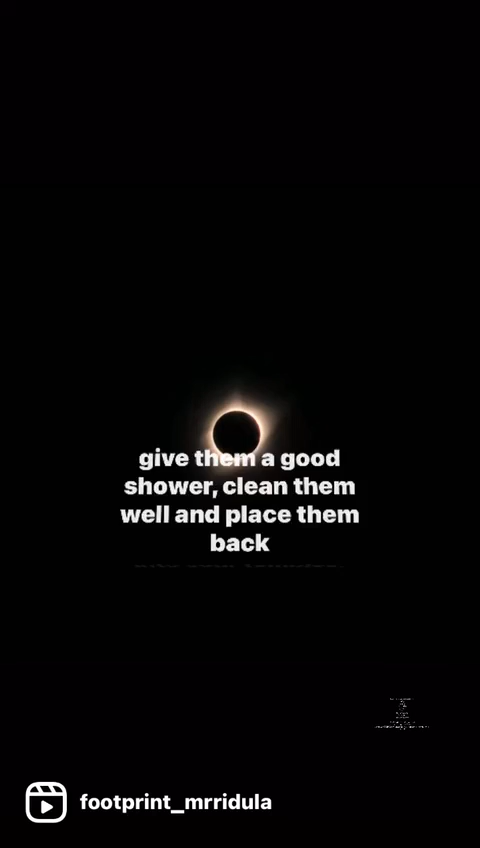 give them a good
shower, clean them
well and place them
back
footprint_mrridula